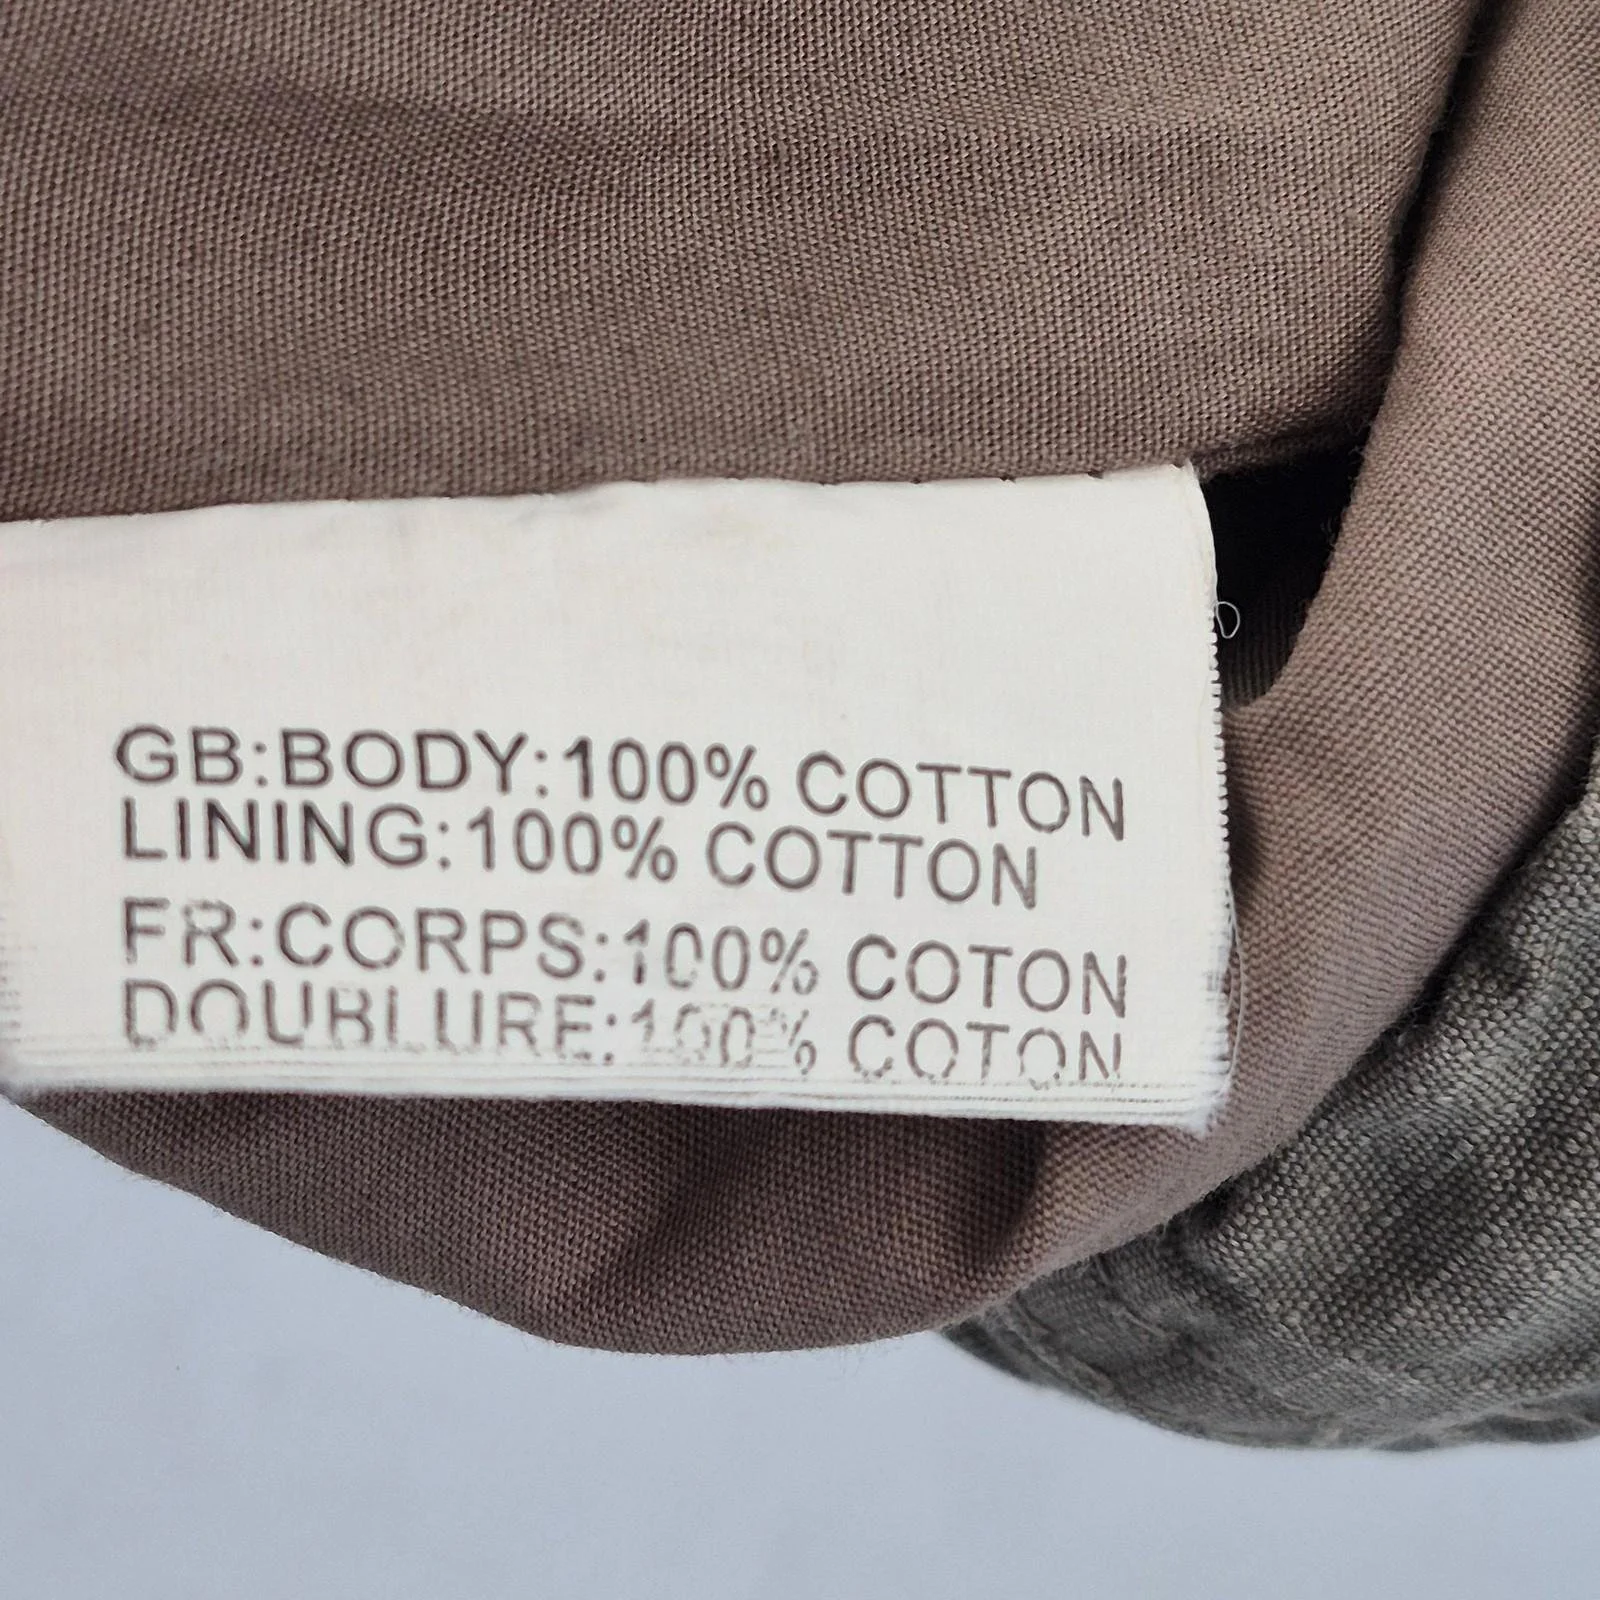 GB:BODY:100% COTTON
LINING:100% COTTON
FR:CORPS:100% COTON
DOUBLURE:100% COTON